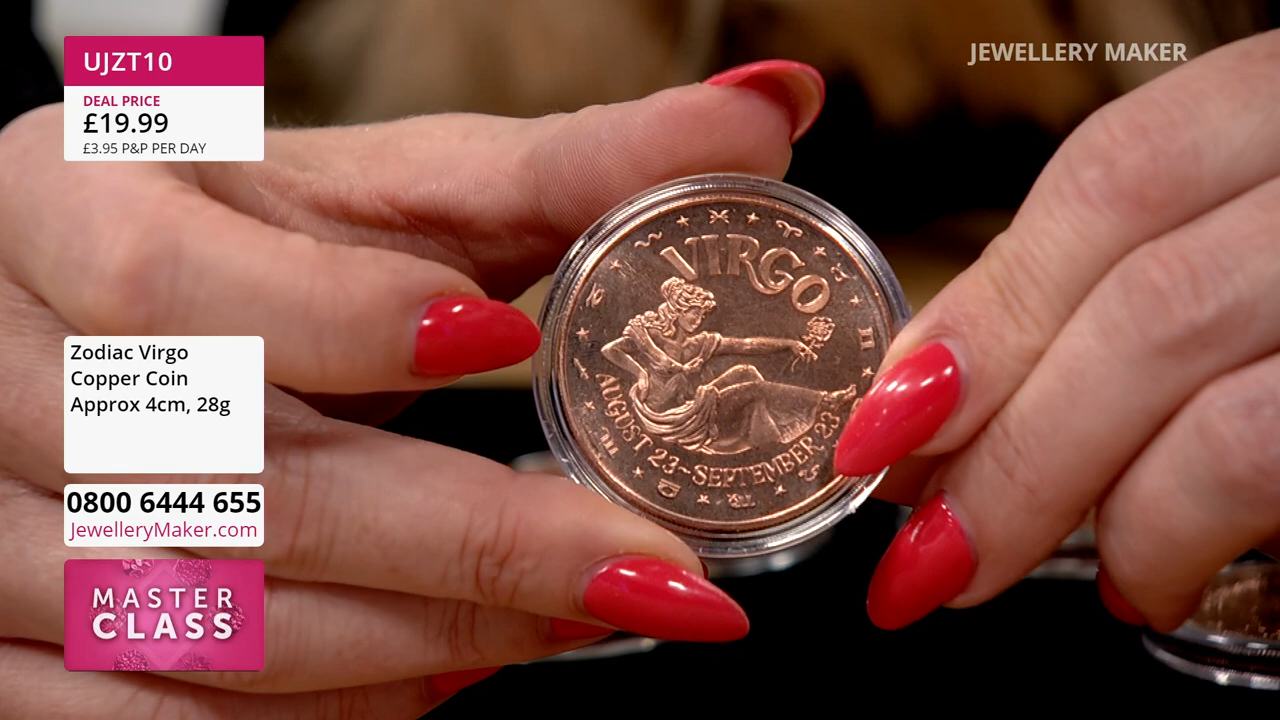 UJZT10
DEAL PRICE
£19.99
£3.95 P&P PER DAY
JEWELLERY MAKER
VIRGO
AUGUST 23~SEPTEMBER 23
Zodiac Virgo
Copper Coin
Approx 4cm, 28g
0800 6444 655
JewelleryMaker.com
MASTER
CLASS